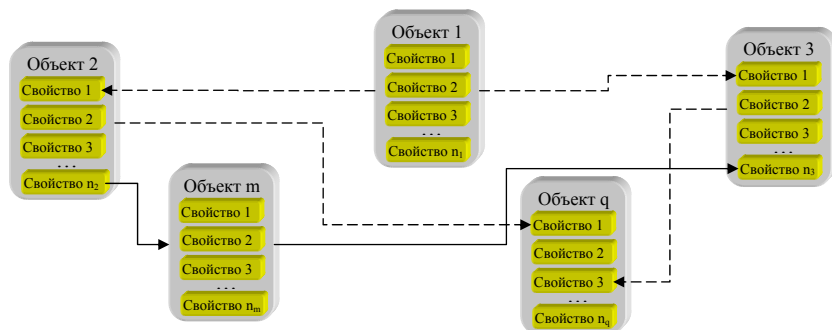 Объект 1
Свойство 1
Свойство 2
Свойство 3
...
Свойство n₁
Объект 2
Свойство 1
Свойство 2
Свойство 3
...
Свойство n₂
Объект 3
Свойство 1
Свойство 2
Свойство 3
...
Свойство n₃
Объект m
Свойство 1
Свойство 2
Свойство 3
...
Свойство nₘ
Объект q
Свойство 1
Свойство 2
Свойство 3
...
Свойство n_q